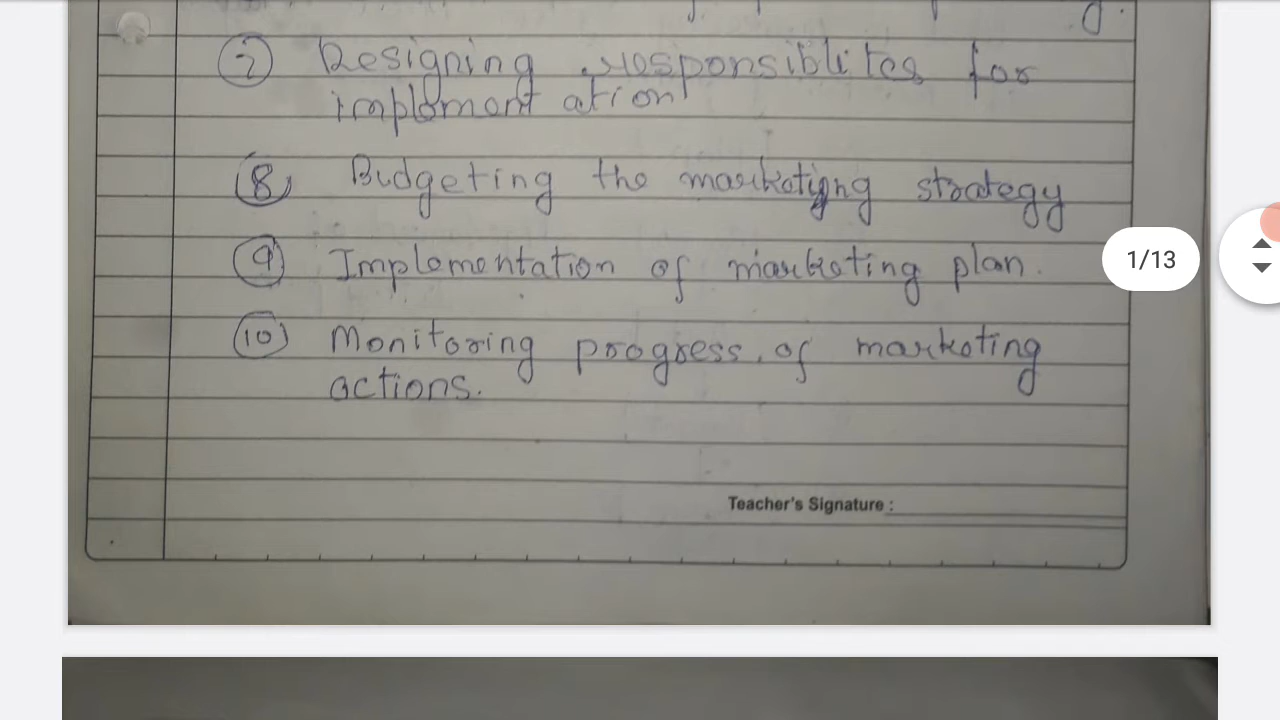 7 Designing responsiblites for
implementation
8 Budgeting the marketing strategy
9 Implementation of marketing plan.
1/13
10 Monitoring progress of marketing
actions.
Teacher's Signature :